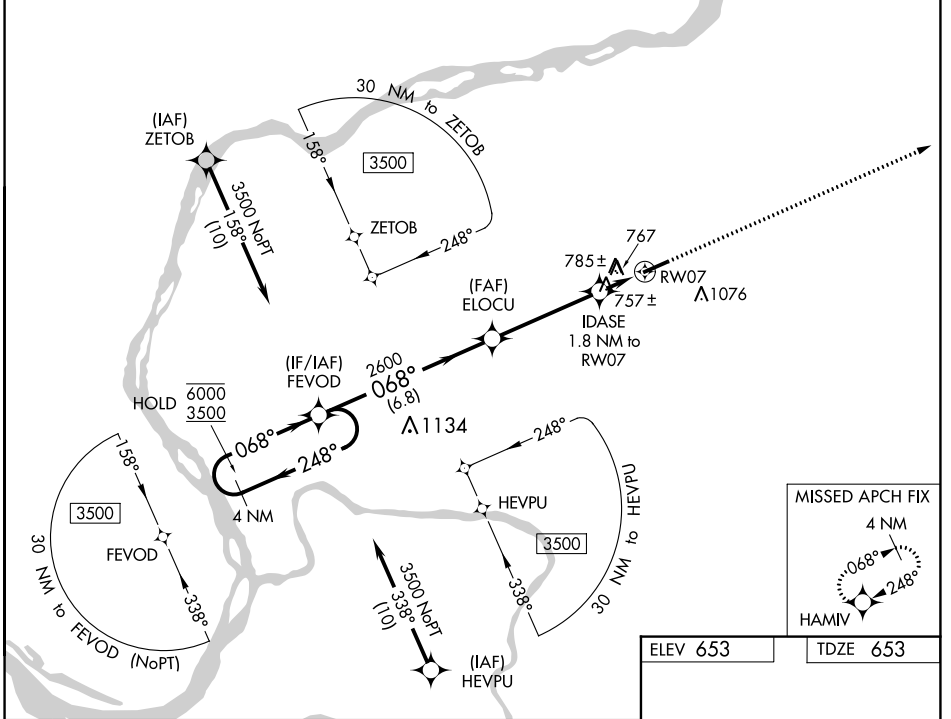 (IAF)
ZETOB
3500 NoPT
158°
(10)
30 NM to ZETOB
158°
3500
ZETOB
248°
785±
767
RW07
757±
1076
(FAF)
ELOCU
IDASE
1.8 NM to
RW07
(IF/IAF)
FEVOD
2600
068°
(6.8)
HOLD
6000
3500
068°
248°
4 NM
1134
158°
3500
FEVOD
338°
30 NM to FEVOD (NoPT)
248°
HEVPU
3500
338°
30 NM to HEVPU
3500 NoPT
338°
(10)
(IAF)
HEVPU
MISSED APCH FIX
4 NM
068°
248°
HAMIV
ELEV 653
TDZE 653